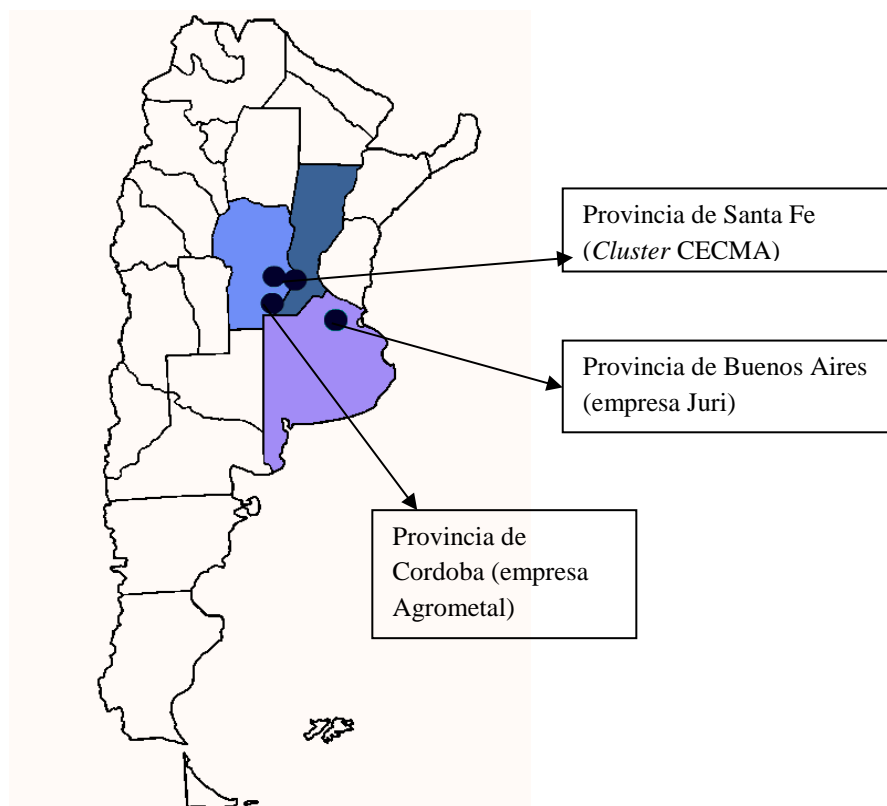 Provincia de Santa Fe
(Cluster CECMA)
Provincia de Buenos Aires
(empresa Juri)
Provincia de
Cordoba (empresa
Agrometal)